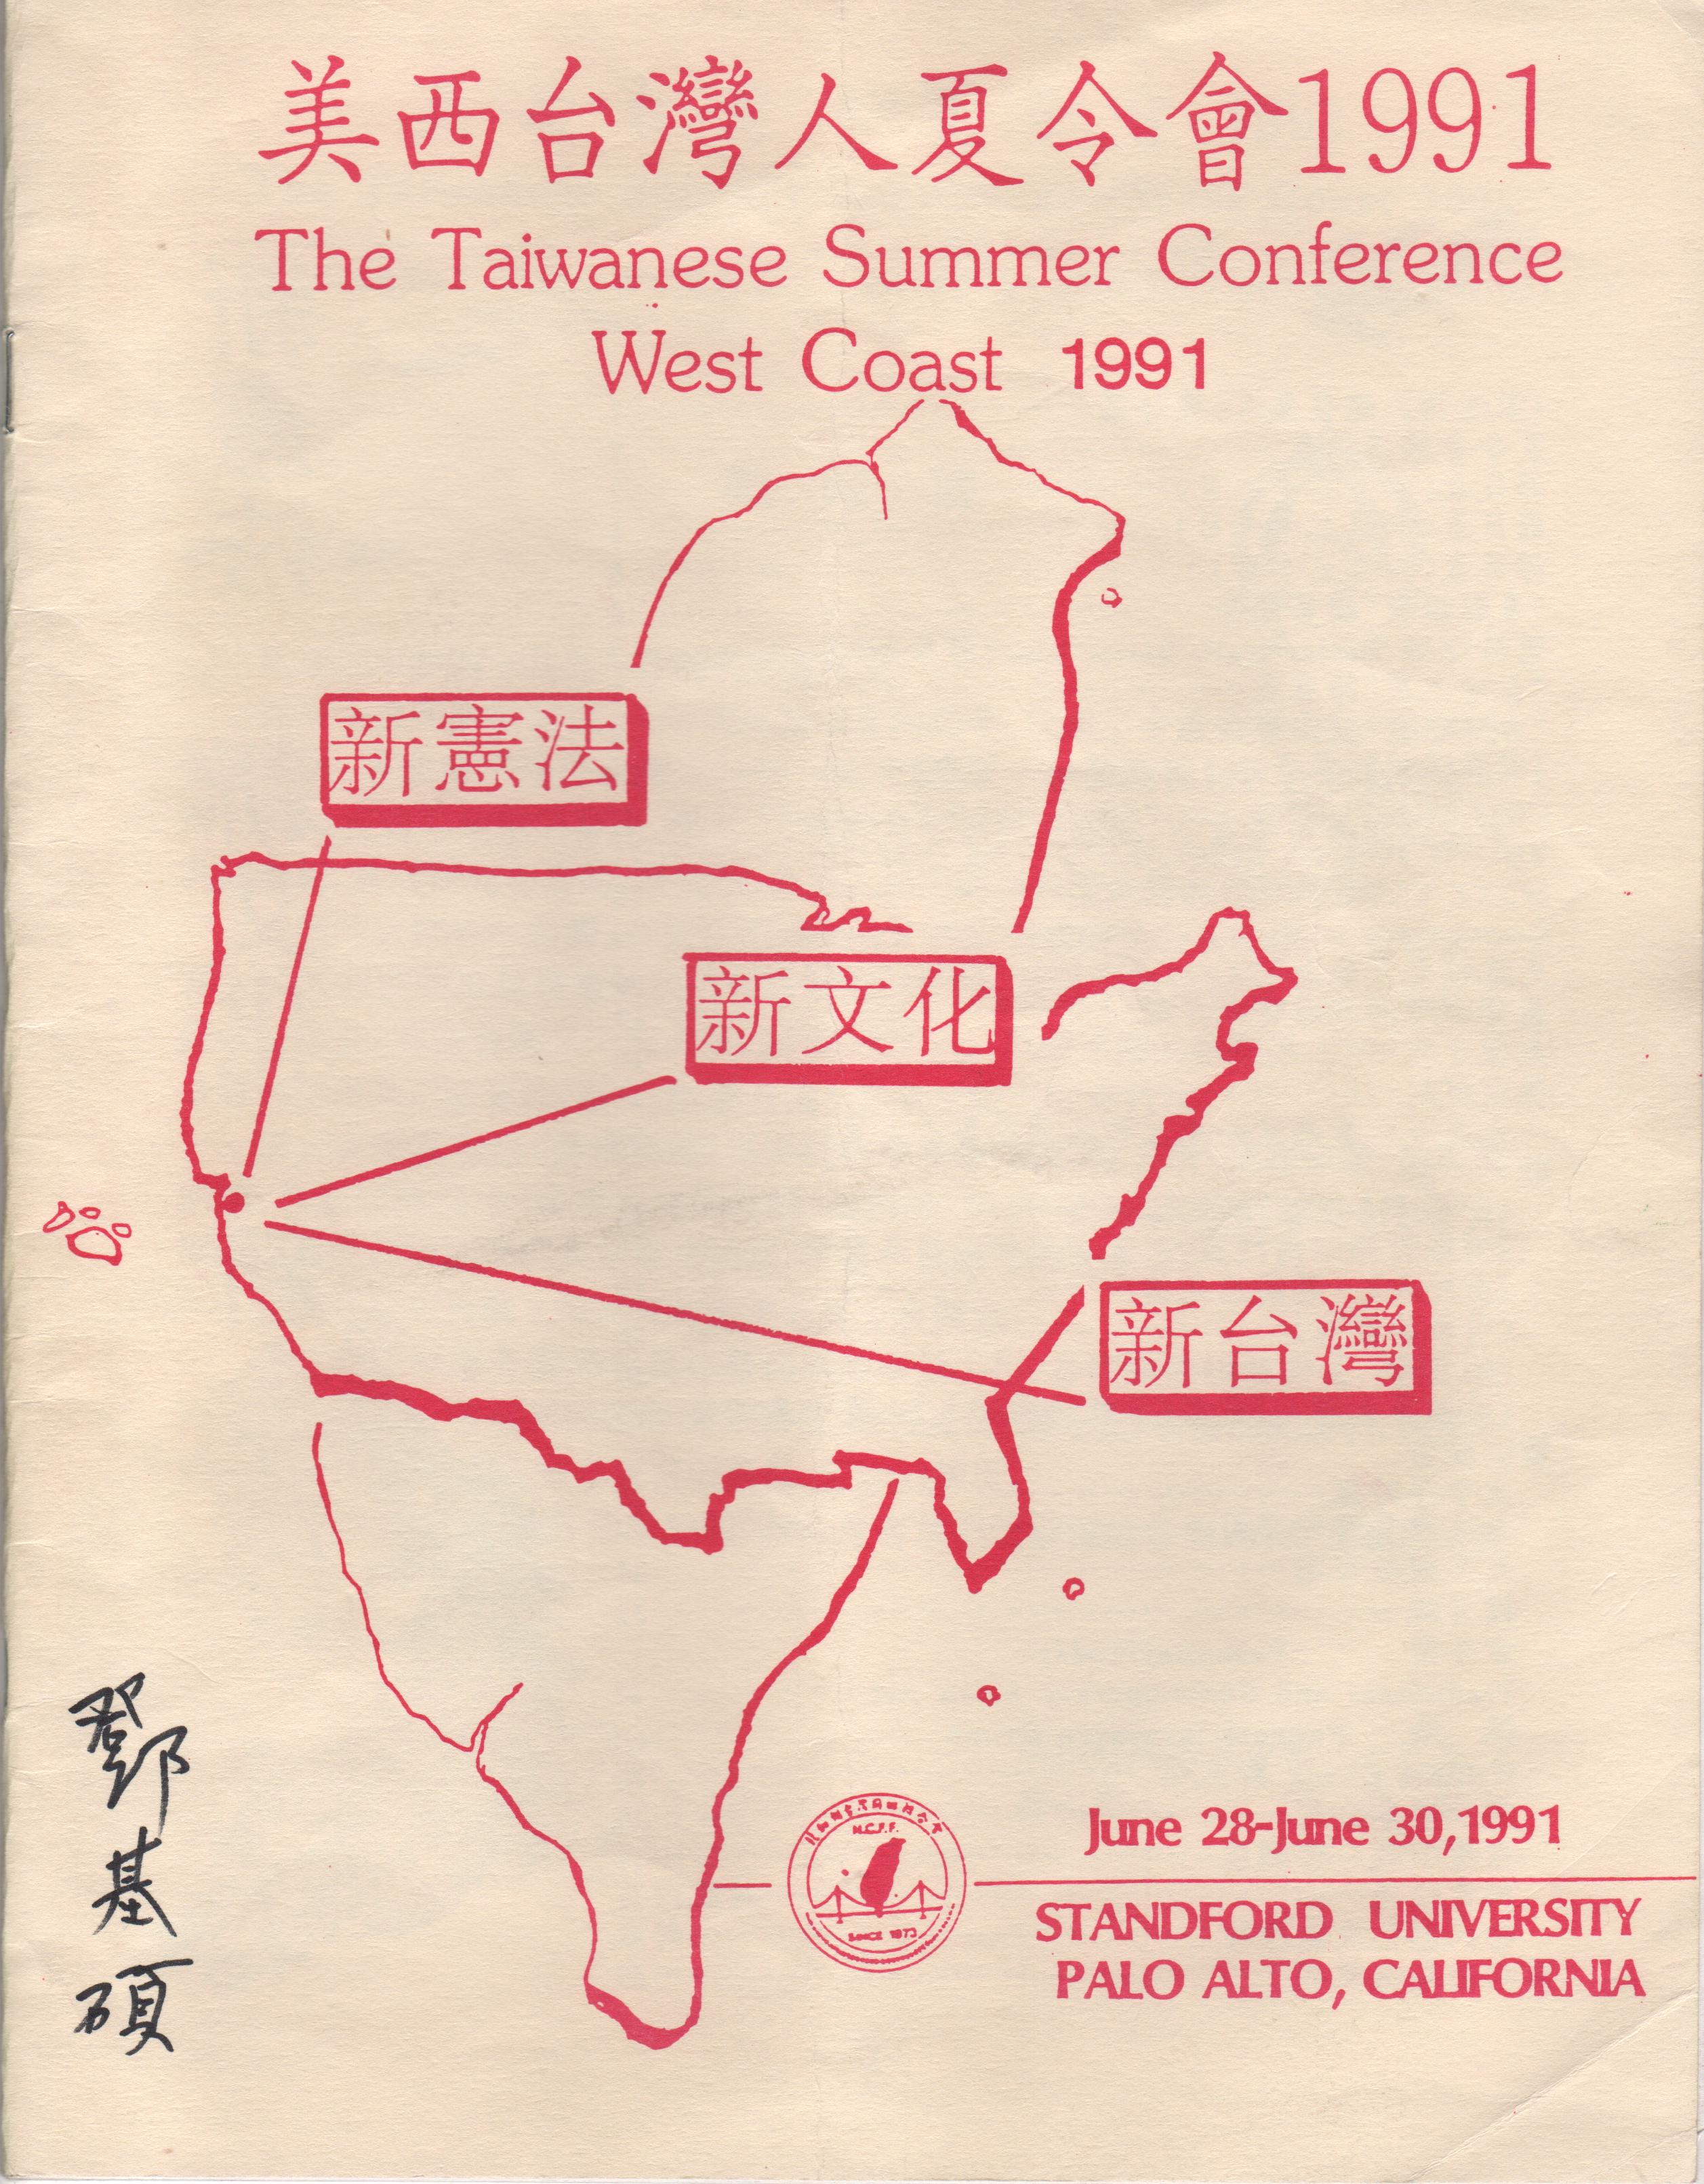 美西台灣人夏令會1991
The Taiwanese Summer Conference
West Coast 1991
新憲法
新文化
新台灣
鄧基碩
N.C.F.F.
SINCE 1973
June 28-June 30,1991
STANDFORD UNIVERSITY
PALO ALTO, CALIFORNIA